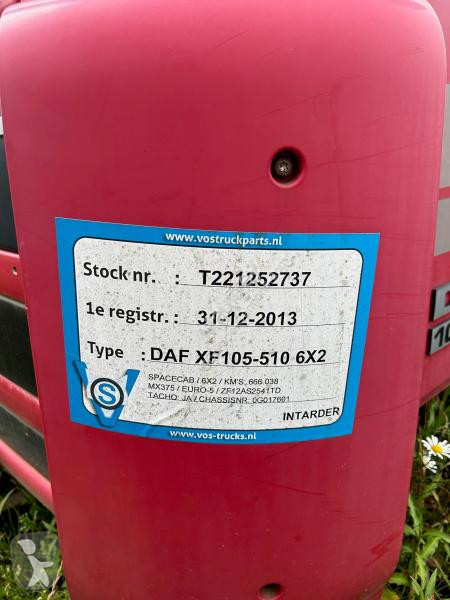 www.vostruckparts.nl
Stock nr. : T221252737
1e registr. : 31-12-2013
Type : DAF XF105-510 6X2
SPACECAB / 6X2 / KM'S: 666.038
MX375 / EURO-5 / ZF12AS2541TD
TACHO: JA / CHASSISNR: 0G017601
INTARDER
VOS
www.vos-trucks.nl